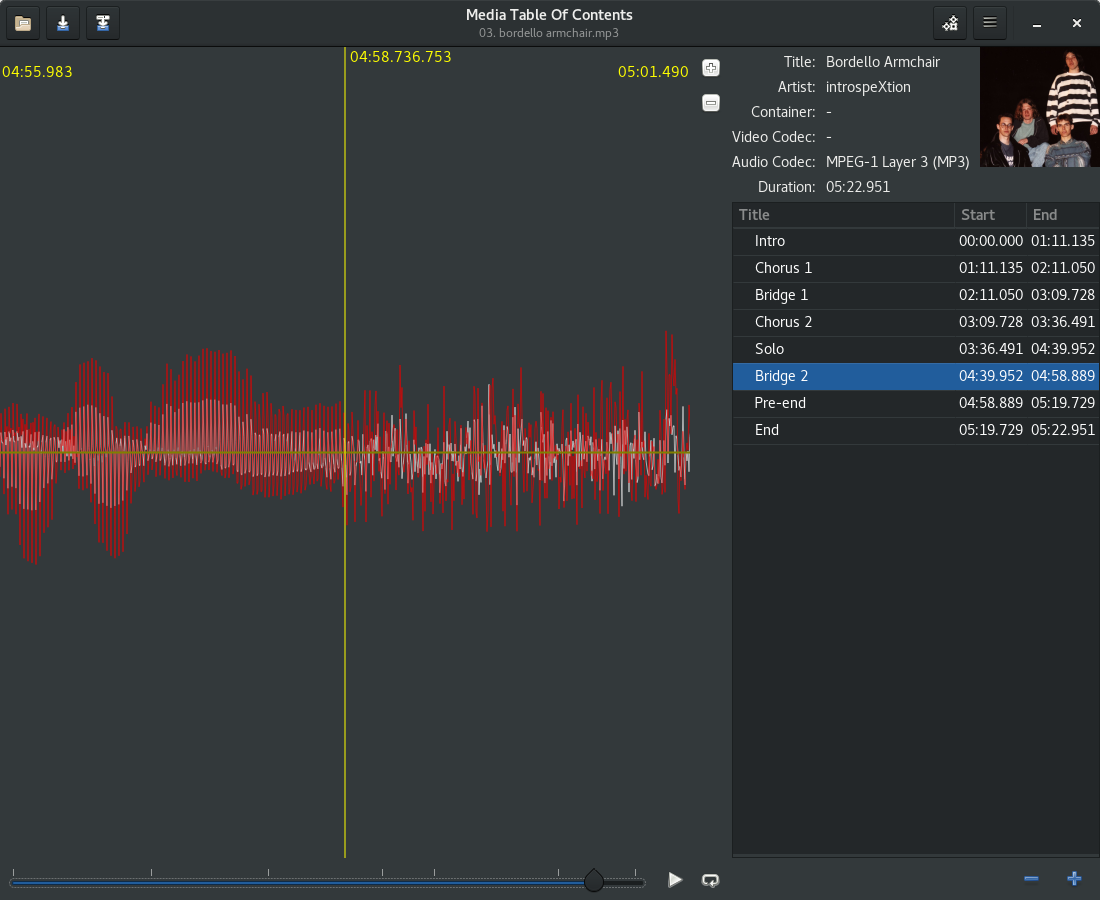 Media Table Of Contents
03. bordello armchair.mp3
04:58.736.753
04:55.983
05:01.490
Title: Bordello Armchair
Artist: introspeXtion
Container: -
Video Codec: -
Audio Codec: MPEG-1 Layer 3 (MP3)
Duration: 05:22.951
Title Start End
Intro 00:00.000 01:11.135
Chorus 1 01:11.135 02:11.050
Bridge 1 02:11.050 03:09.728
Chorus 2 03:09.728 03:36.491
Solo 03:36.491 04:39.952
Bridge 2 04:39.952 04:58.889
Pre-end 04:58.889 05:19.729
End 05:19.729 05:22.951